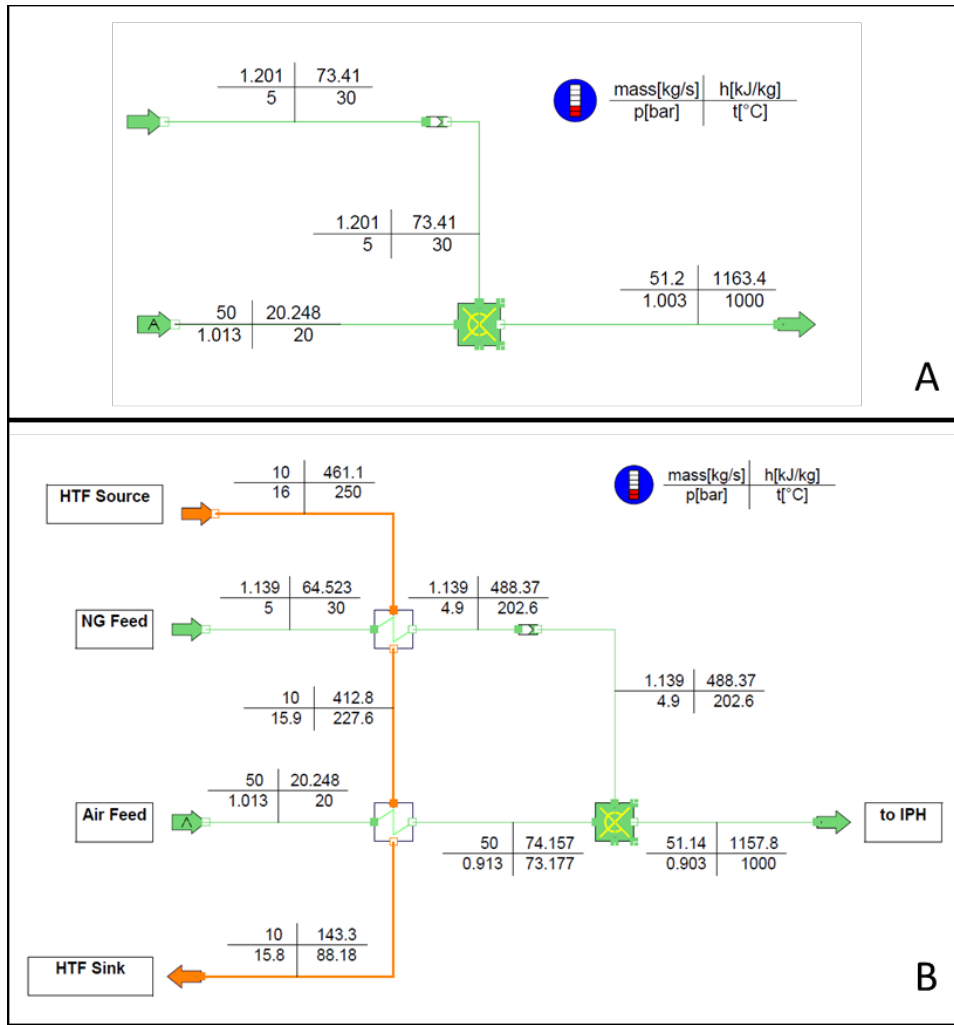 1.201 73.41
5 30
mass[kg/s] h[kJ/kg]
p[bar] t[°C]
1.201 73.41
5 30
50 20.248
1.013 20
A
51.2 1163.4
1.003 1000
A
10 461.1
16 250
mass[kg/s] h[kJ/kg]
p[bar] t[°C]
HTF Source
1.139 64.523
5 30
1.139 488.37
4.9 202.6
NG Feed
10 412.8
15.9 227.6
1.139 488.37
4.9 202.6
50 20.248
1.013 20
Air Feed
A
to IPH
50 74.157
0.913 73.177
51.14 1157.8
0.903 1000
10 143.3
15.8 88.18
HTF Sink
B